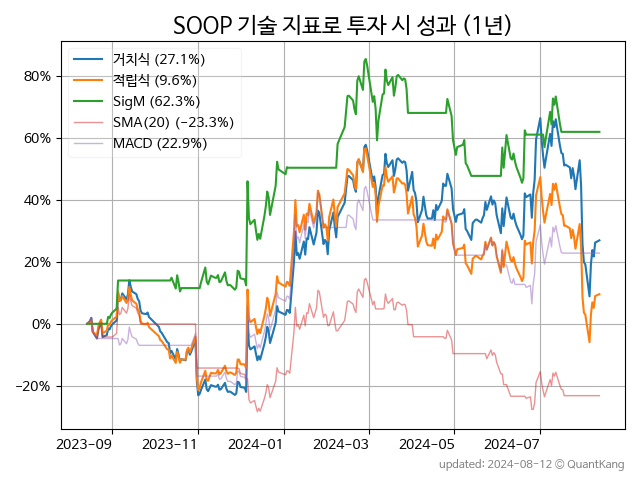 SOOP 기술 지표로 투자 시 성과 (1년)
거치식 (27.1%)
적립식 (9.6%)
SigM (62.3%)
SMA(20) (−23.3%)
MACD (22.9%)
80%
60%
40%
20%
0%
−20%
2023-09 2023-11 2024-01 2024-03 2024-05 2024-07
updated: 2024-08-12 © QuantKang